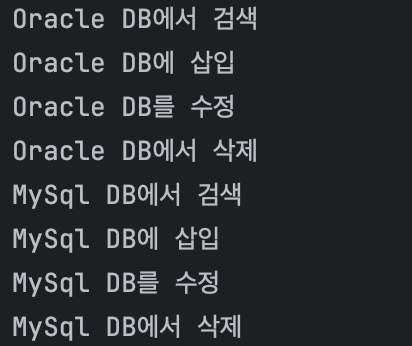 Oracle DB에서 검색
Oracle DB에 삽입
Oracle DB를 수정
Oracle DB에서 삭제
MySql DB에서 검색
MySql DB에 삽입
MySql DB를 수정
MySql DB에서 삭제